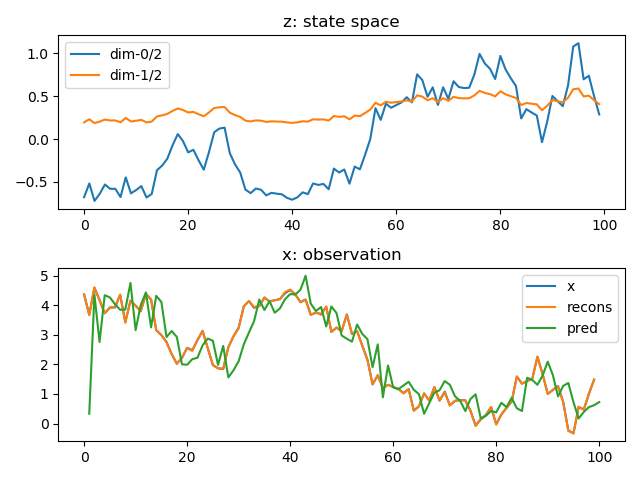 z: state space
dim-0/2
dim-1/2
1.0
0.5
0.0
−0.5
0 20 40 60 80 100
x: observation
x
recons
pred
5
4
3
2
1
0
0 20 40 60 80 100